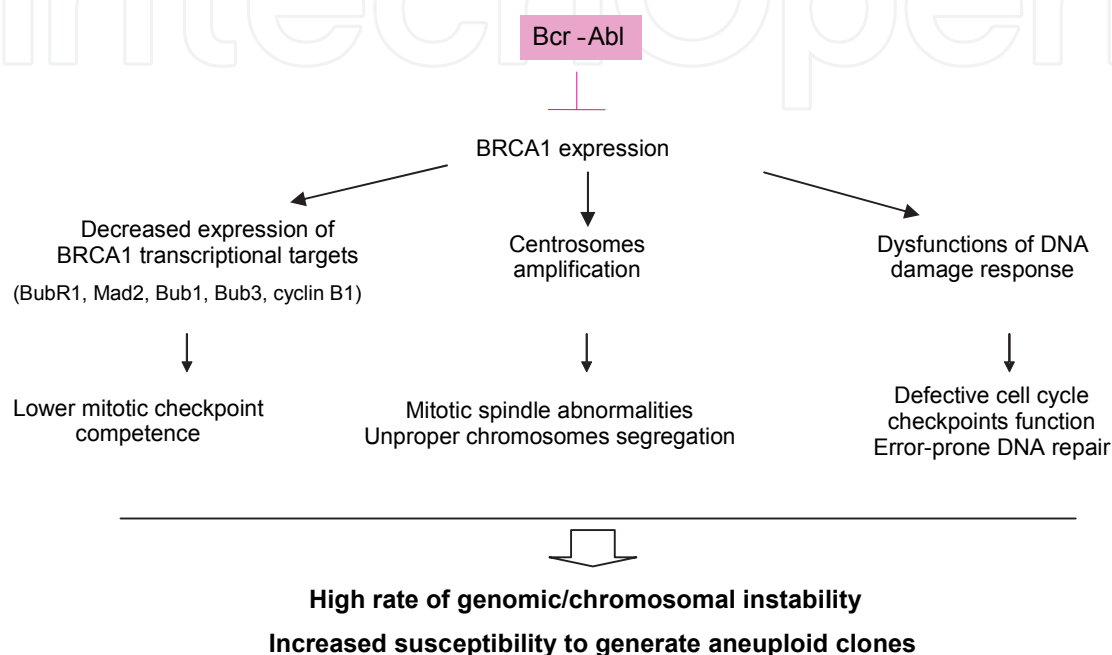 IntechOpen
Bcr -Abl
BRCA1 expression
Decreased expression of
BRCA1 transcriptional targets
(BubR1, Mad2, Bub1, Bub3, cyclin B1)
Centrosomes
amplification
Dysfunctions of DNA
damage response
Lower mitotic checkpoint
competence
Mitotic spindle abnormalities
Unproper chromosomes segregation
Defective cell cycle
checkpoints function
Error-prone DNA repair
High rate of genomic/chromosomal instability
Increased susceptibility to generate aneuploid clones